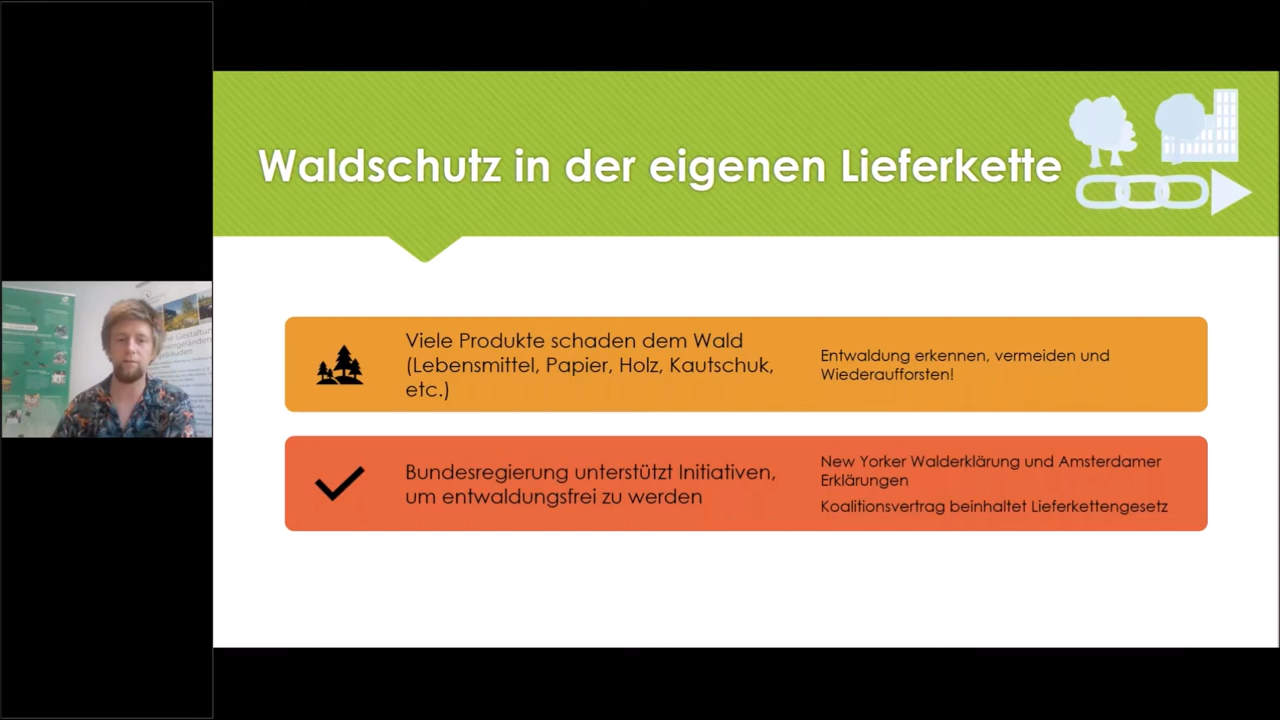 Waldschutz in der eigenen Lieferkette
Viele Produkte schaden dem Wald
(Lebensmittel, Papier, Holz, Kautschuk,
etc.)
Entwaldung erkennen, vermeiden und
Wiederaufforsten!
Bundesregierung unterstützt Initiativen,
um entwaldungsfrei zu werden
New Yorker Walderklärung und Amsterdamer
Erklärungen
Koalitionsvertrag beinhaltet Lieferkettengesetz
Gestaltung